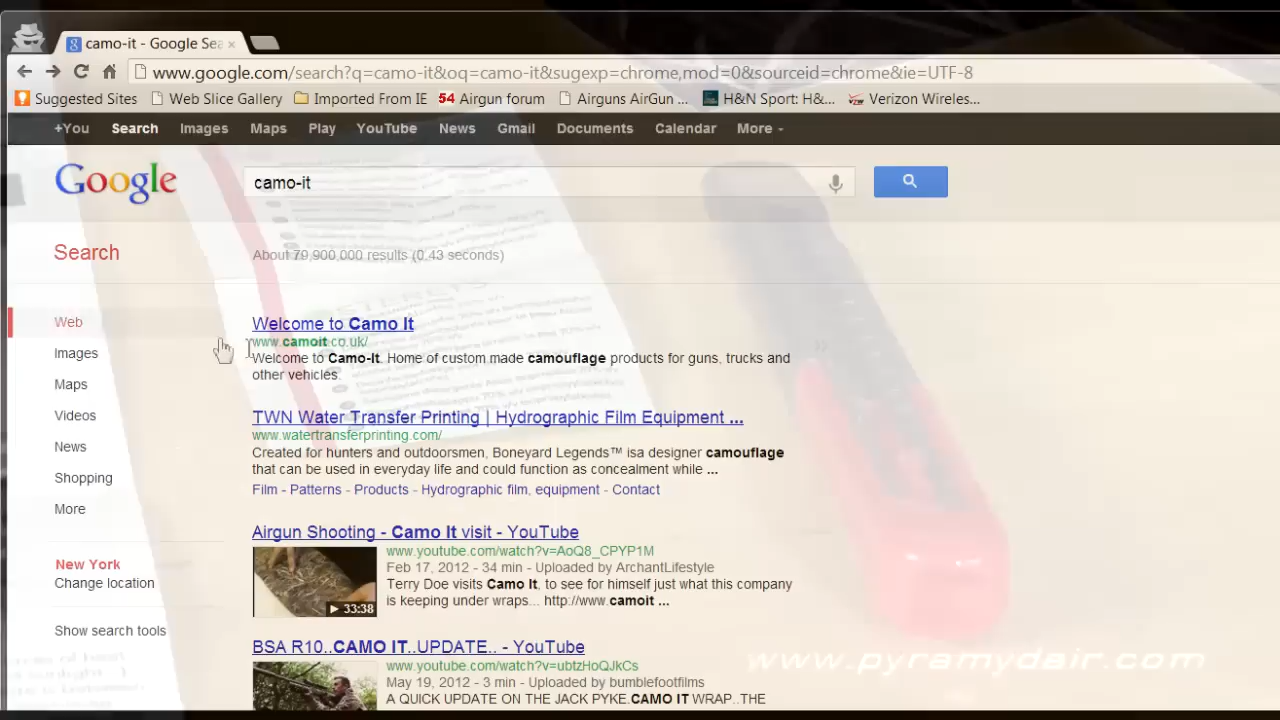 camo-it - Google Sea
www.google.com/search?q=camo-it&oq=camo-it&sugexp=chrome,mod=0&sourceid=chrome&ie=UTF-8
Suggested Sites Web Slice Gallery Imported From IE 54 Airgun forum Airguns AirGun ... H&N Sport: H&... Verizon Wireles...
+You Search Images Maps Play YouTube News Gmail Documents Calendar More
Google camo-it
Search About 79,900,000 results (0.43 seconds)
Web
Images
Maps
Videos
News
Shopping
More
New York
Change location
Show search tools
Welcome to Camo It
www.camoit.co.uk/
Welcome to Camo-It. Home of custom made camouflage products for guns, trucks and
other vehicles.
TWN Water Transfer Printing | Hydrographic Film Equipment ...
www.watertransferprinting.com/
Created for hunters and outdoorsmen, Boneyard Legends™ isa designer camouflage
that can be used in everyday life and could function as concealment while ...
Film - Patterns - Products - Hydrographic film, equipment - Contact
Airgun Shooting - Camo It visit - YouTube
www.youtube.com/watch?v=AoQ8_CPYP1M
Feb 17, 2012 - 34 min - Uploaded by ArchantLifestyle
Terry Doe visits Camo It, to see for himself just what this company
is keeping under wraps... http://www.camoit ...
33:38
BSA R10..CAMO IT..UPDATE.. - YouTube
www.youtube.com/watch?v=ubtzHoQJkCs
May 19, 2012 - 3 min - Uploaded by bumblefootfilms
A QUICK UPDATE ON THE JACK PYKE.CAMO IT WRAP..THE
www.pyramydair.com